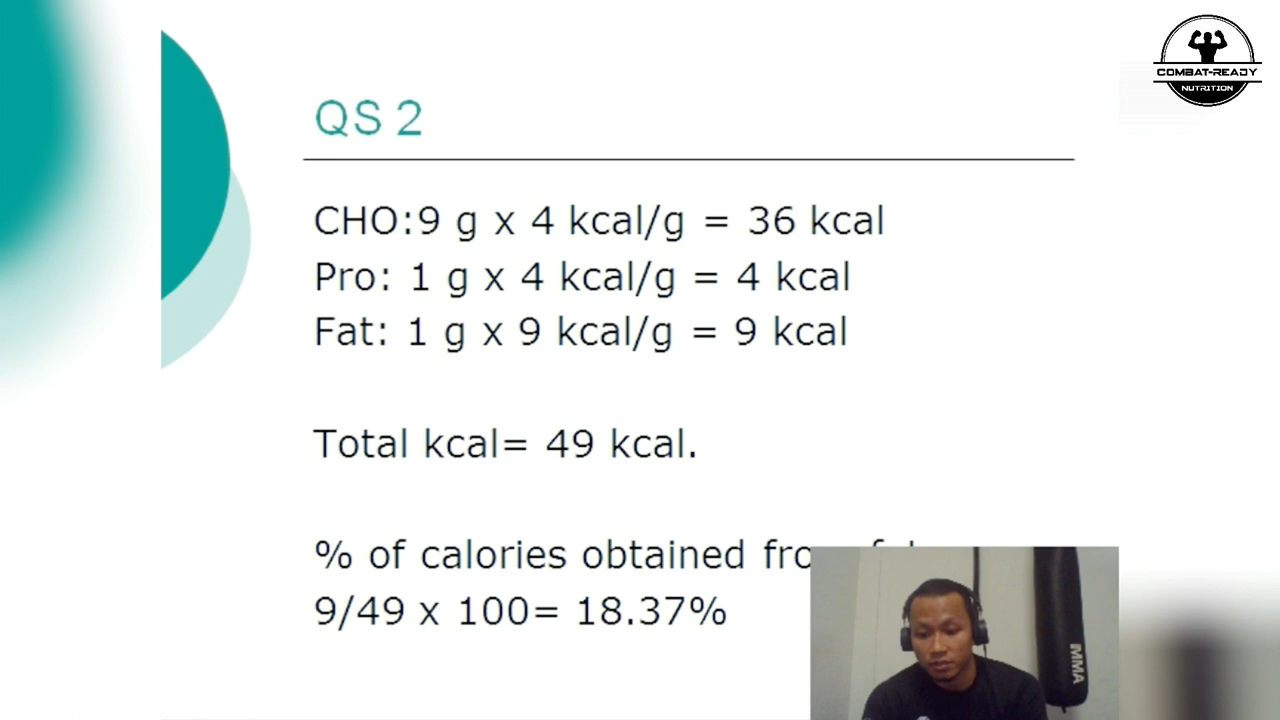 COMBAT-READY
NUTRITION
QS 2
CHO:9 g x 4 kcal/g = 36 kcal
Pro: 1 g x 4 kcal/g = 4 kcal
Fat: 1 g x 9 kcal/g = 9 kcal
Total kcal= 49 kcal.
% of calories obtained
9/49 x 100= 18.37%
MMA